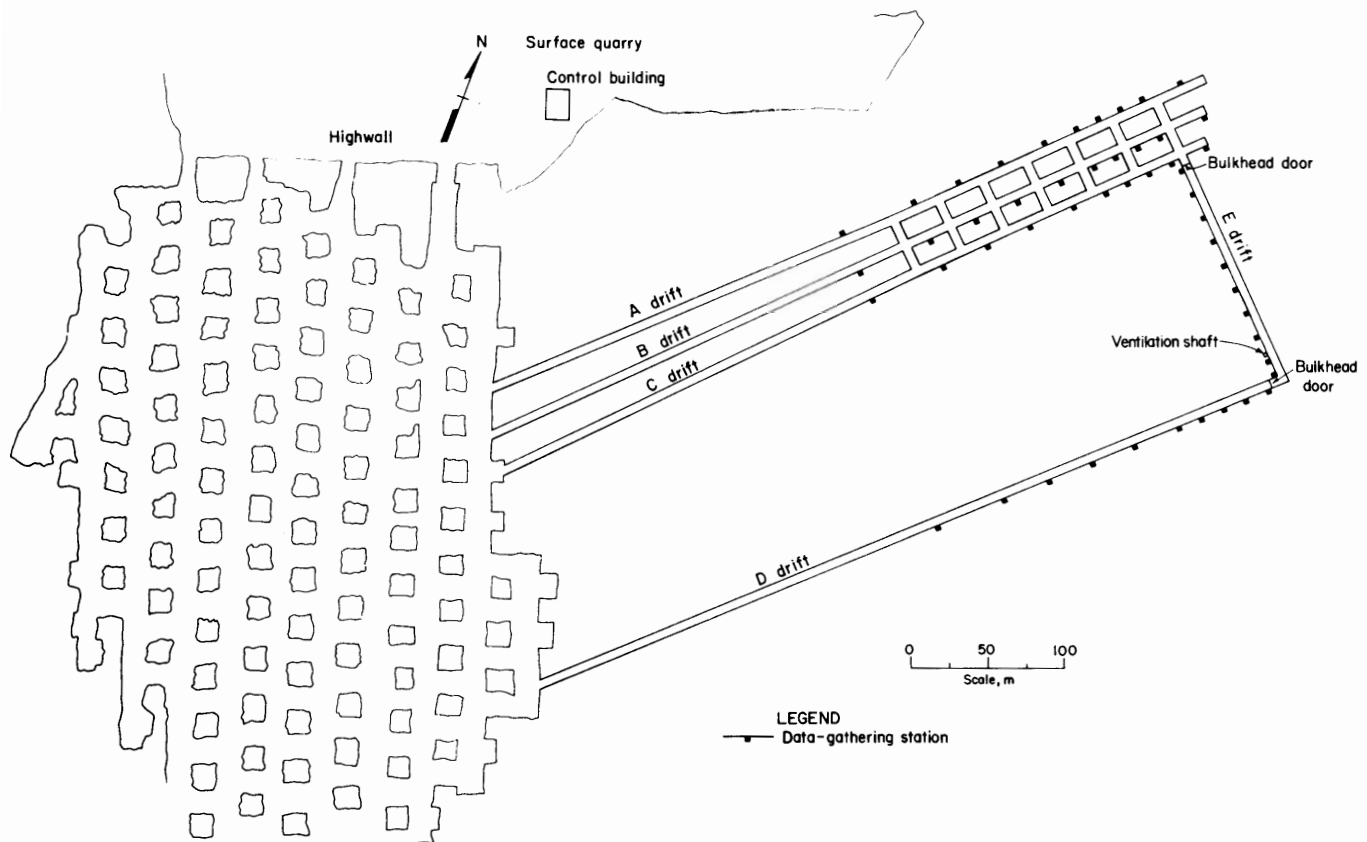 N
Surface quarry
Control building
Highwall
Bulkhead door
A drift
E drift
B drift
Ventilation shaft
C drift
Bulkhead
door
D drift
0 50 100
Scale, m
LEGEND
Data-gathering station